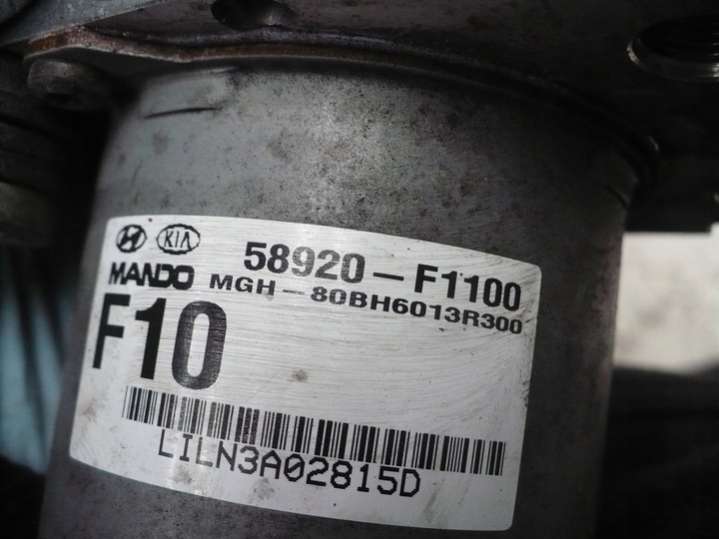 KIA 58920-F1100
MANDO MGH-80BH6013R300
F10
LILN3A02815D